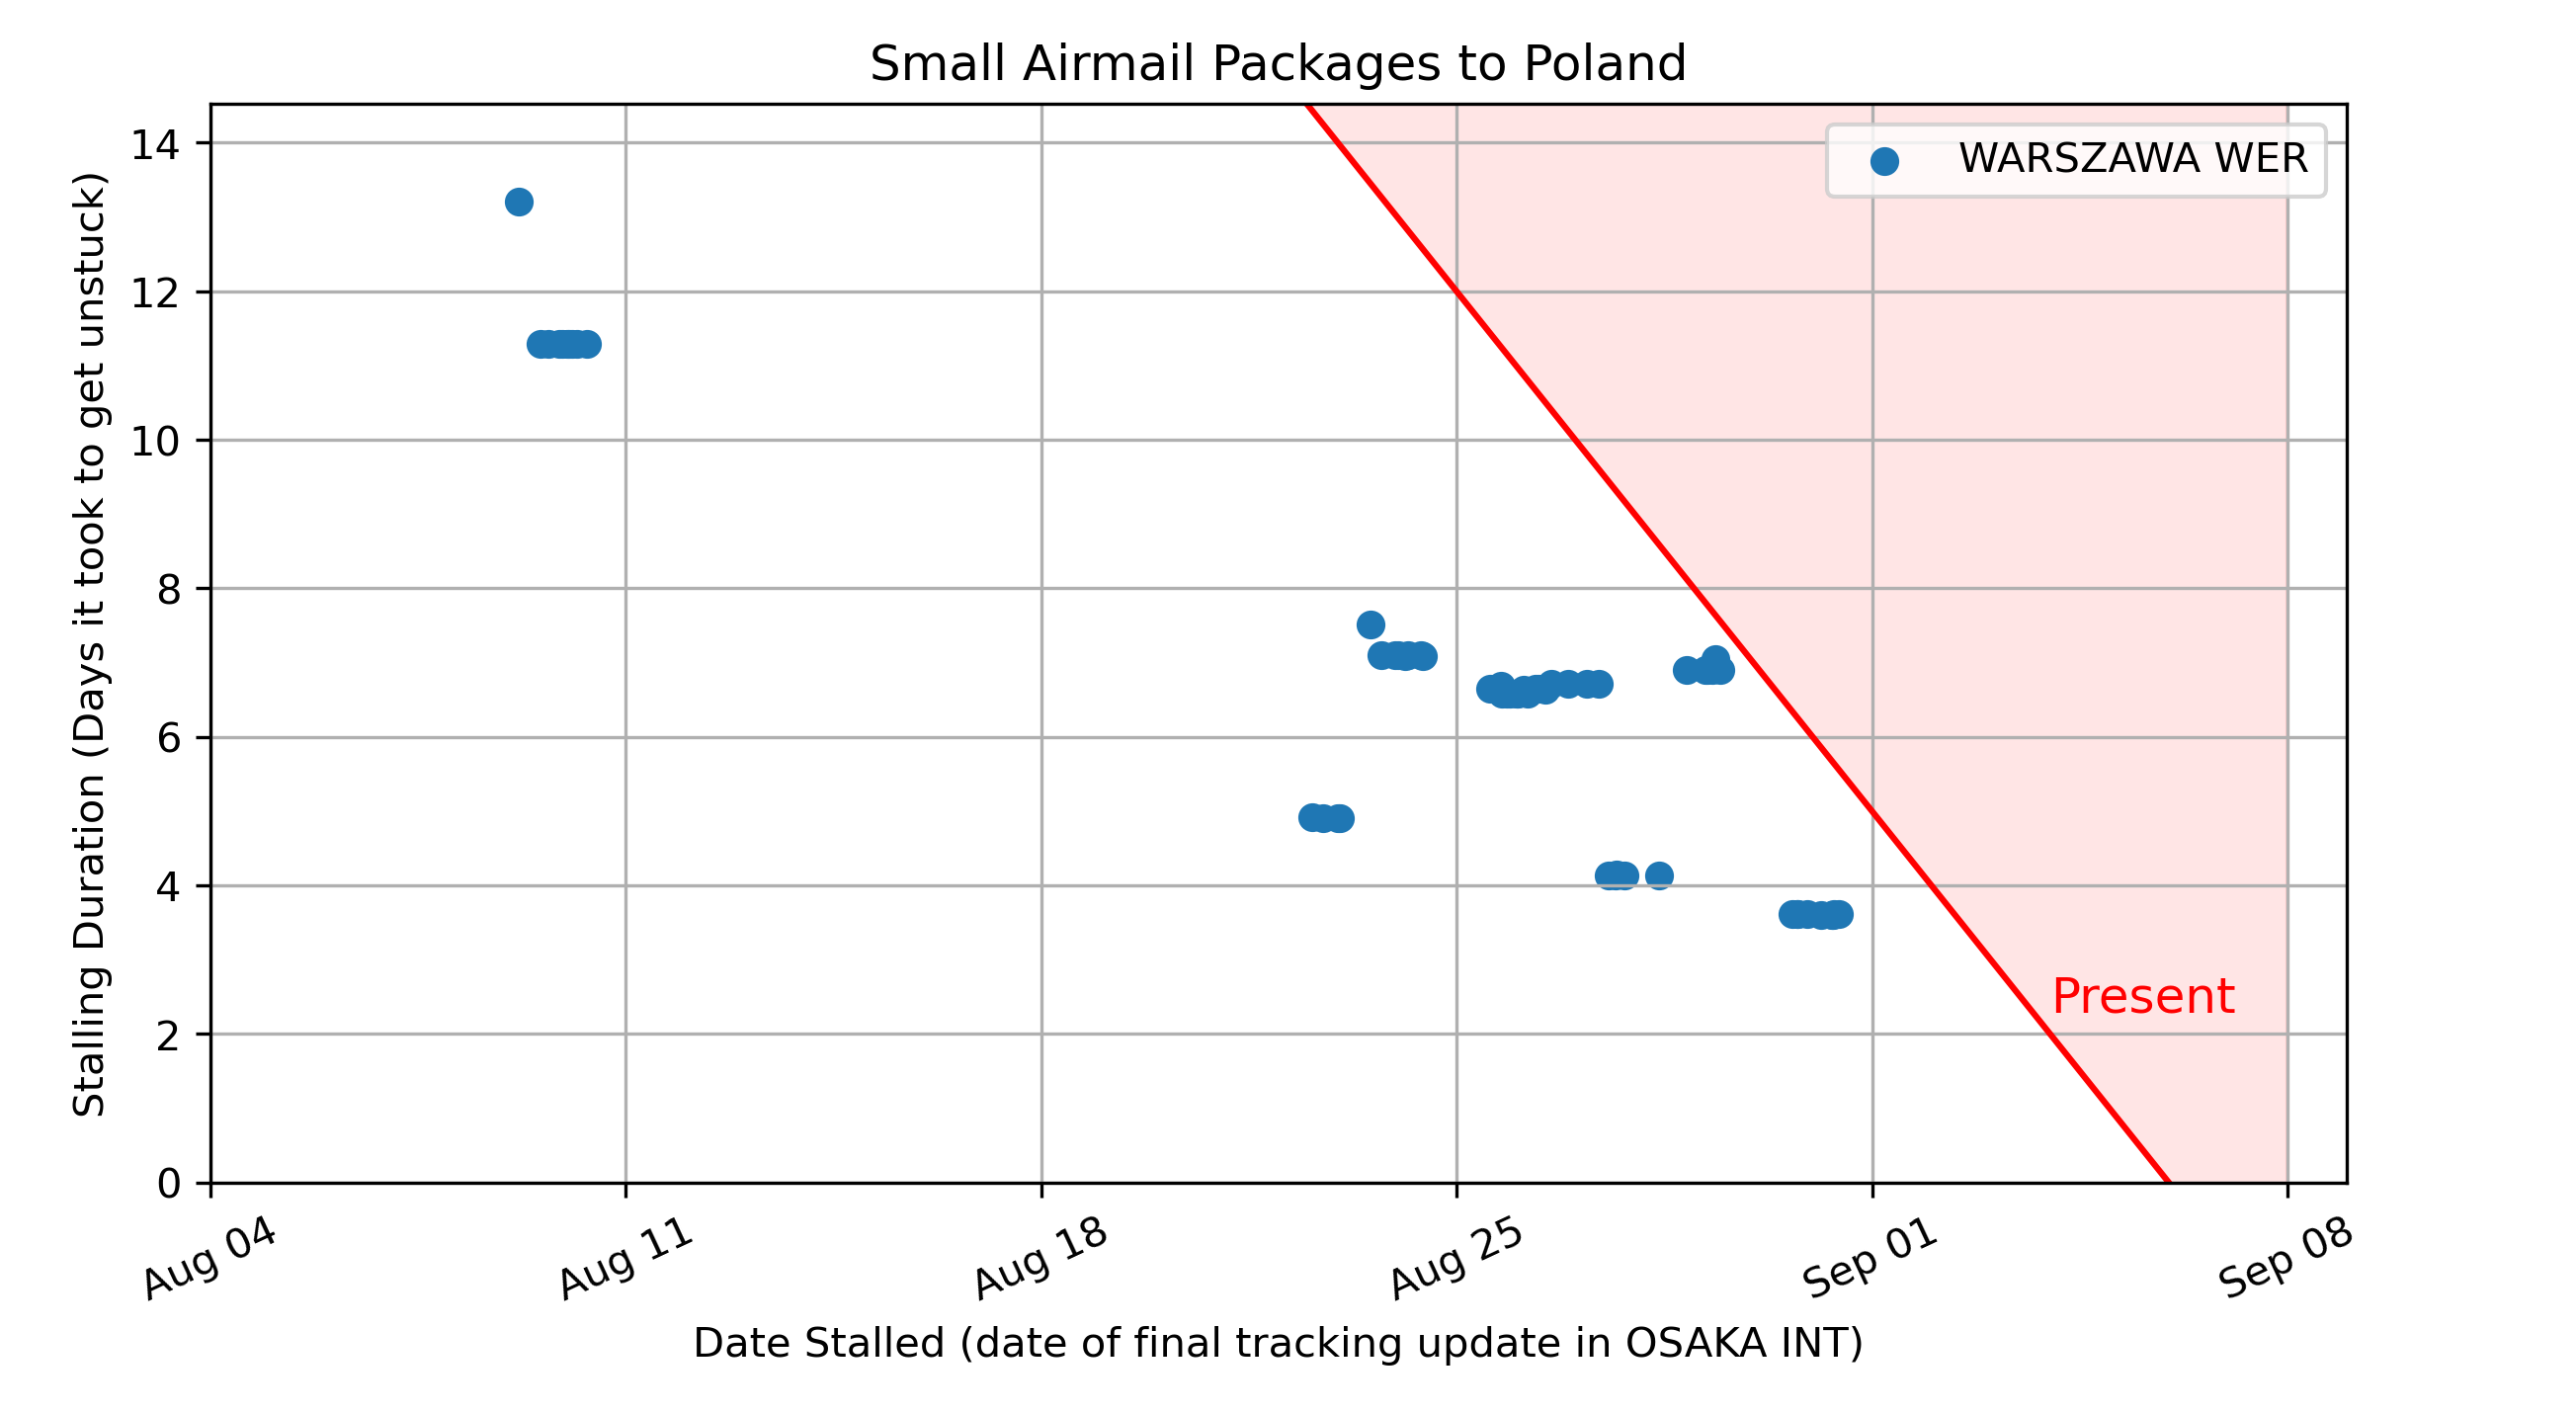 Small Airmail Packages to Poland
WARSZAWA WER
Stalling Duration (Days it took to get unstuck)
14
12
10
8
6
4
2
0
Present
Aug 04
Aug 11
Aug 18
Aug 25
Sep 01
Sep 08
Date Stalled (date of final tracking update in OSAKA INT)